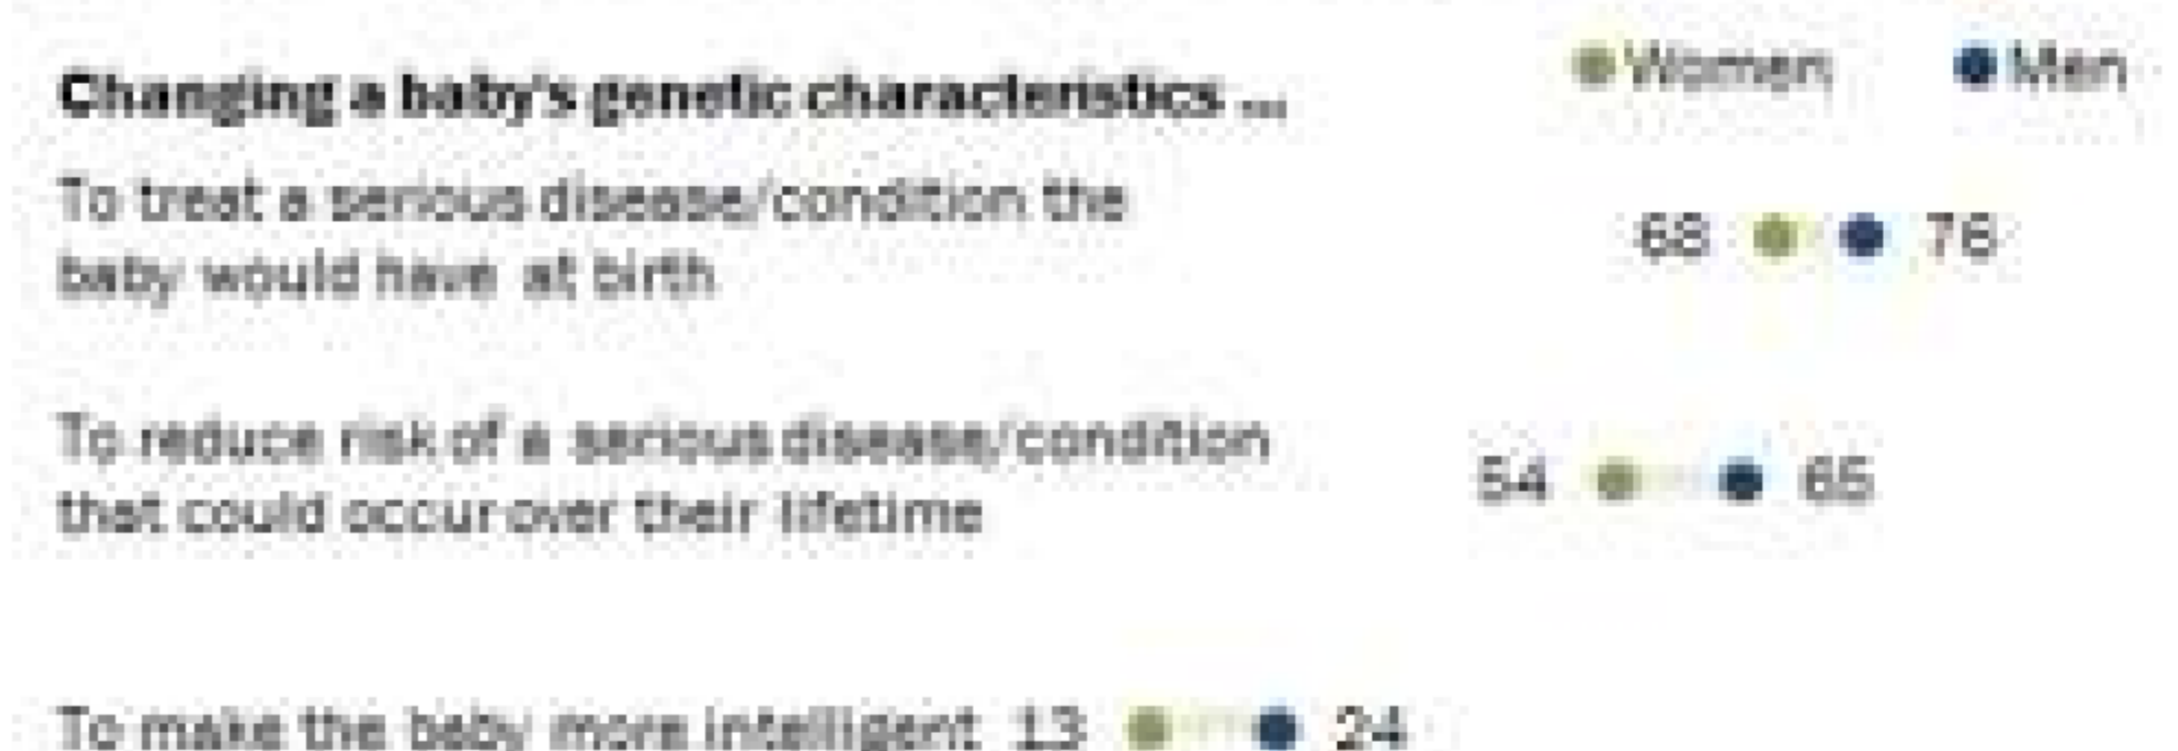 Women Men
Changing a baby's genetic characteristics ...
To treat a serious disease/condition the
baby would have at birth
68 76
To reduce risk of a serious disease/condition
that could occur over their lifetime
54 65
To make the baby more intelligent 13 24